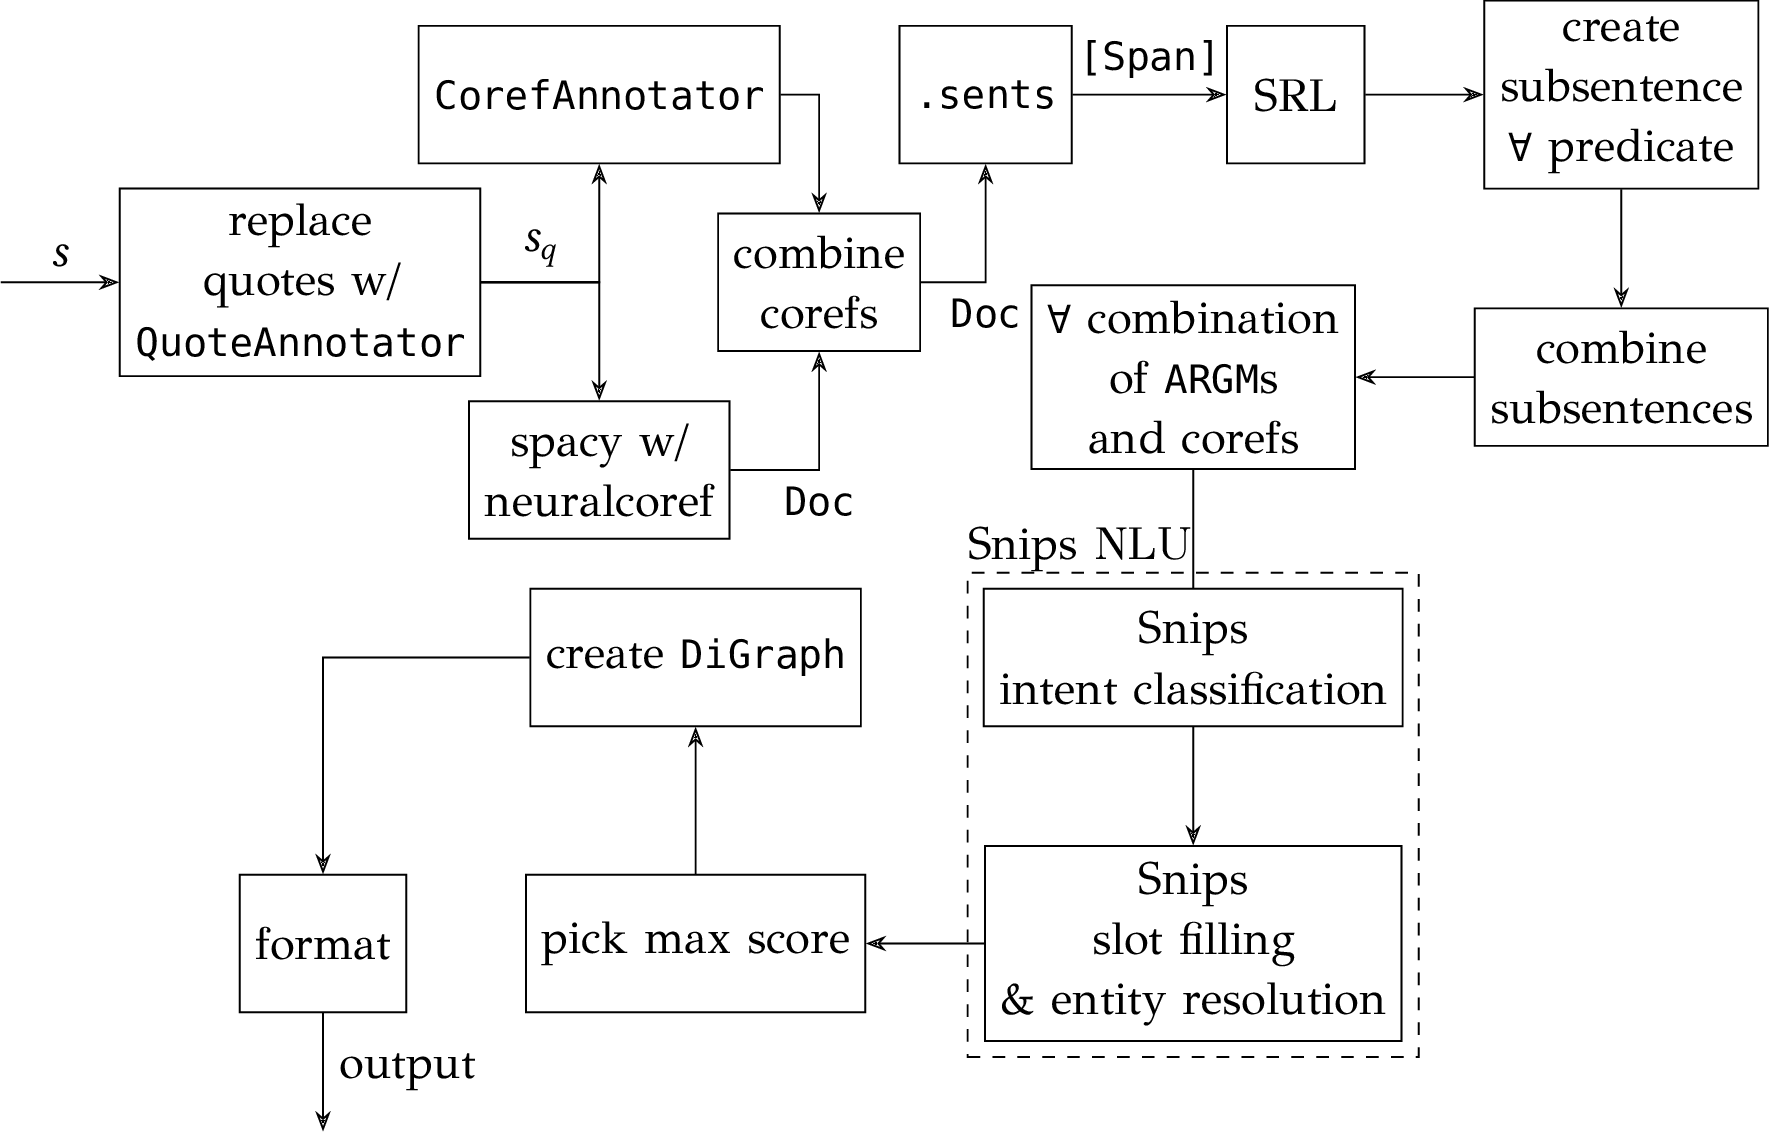 s
replace
quotes w/
QuoteAnnotator
s_q
CorefAnnotator
spacy w/
neuralcoref
Doc
combine
corefs
Doc
.sents
[Span]
SRL
create
subsentence
∀ predicate
combine
subsentences
∀ combination
of ARGMs
and corefs
Snips NLU
Snips
intent classification
Snips
slot filling
& entity resolution
pick max score
create DiGraph
format
output